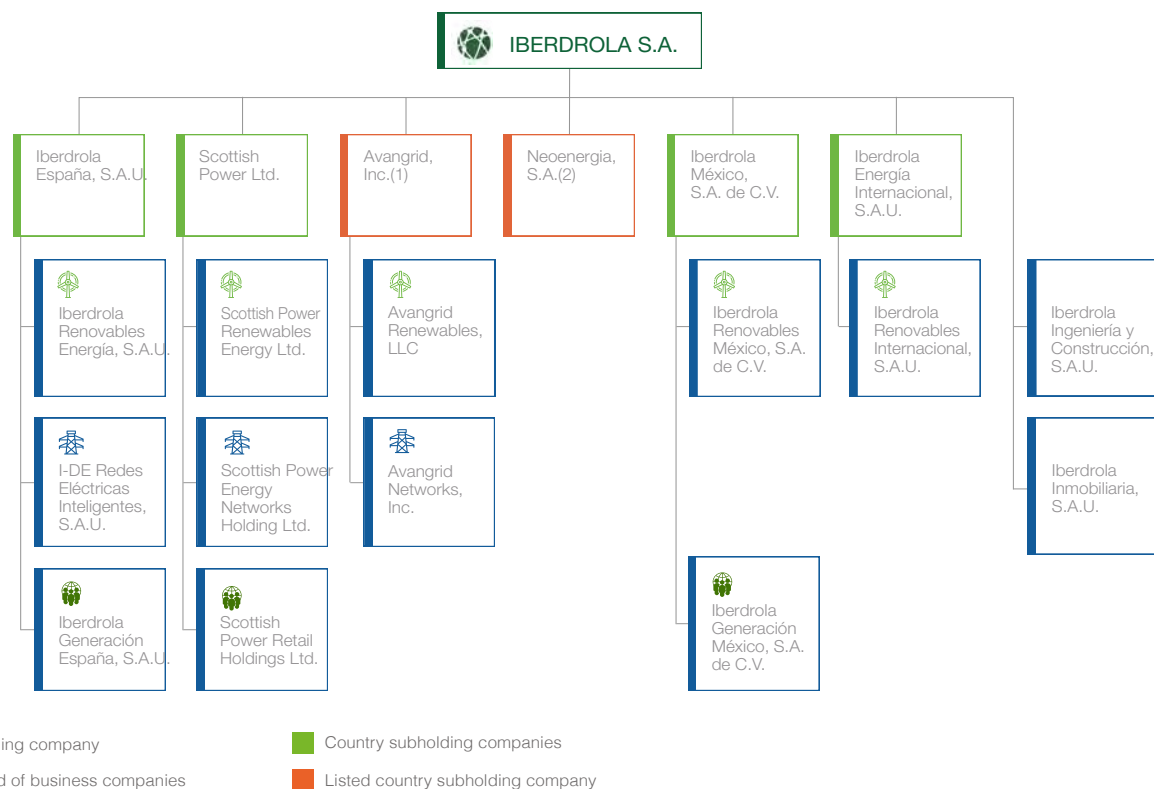 IBERDROLA S.A.
Iberdrola
España, S.A.U.
Scottish
Power Ltd.
Avangrid,
Inc.(1)
Neoenergia,
S.A.(2)
Iberdrola
México,
S.A. de C.V.
Iberdrola
Energía
Internacional,
S.A.U.
Iberdrola
Renovables
Energía, S.A.U.
Scottish Power
Renewables
Energy Ltd.
Avangrid
Renewables,
LLC
Iberdrola
Renovables
México, S.A.
de C.V.
Iberdrola
Renovables
Internacional,
S.A.U.
Iberdrola
Ingeniería y
Construcción,
S.A.U.
I-DE Redes
Eléctricas
Inteligentes,
S.A.U.
Scottish Power
Energy
Networks
Holding Ltd.
Avangrid
Networks,
Inc.
Iberdrola
Inmobiliaria,
S.A.U.
Iberdrola
Generación
España, S.A.U.
Scottish
Power Retail
Holdings Ltd.
Iberdrola
Generación
México, S.A.
de C.V.
company
Country subholding companies
of business companies
Listed country subholding company